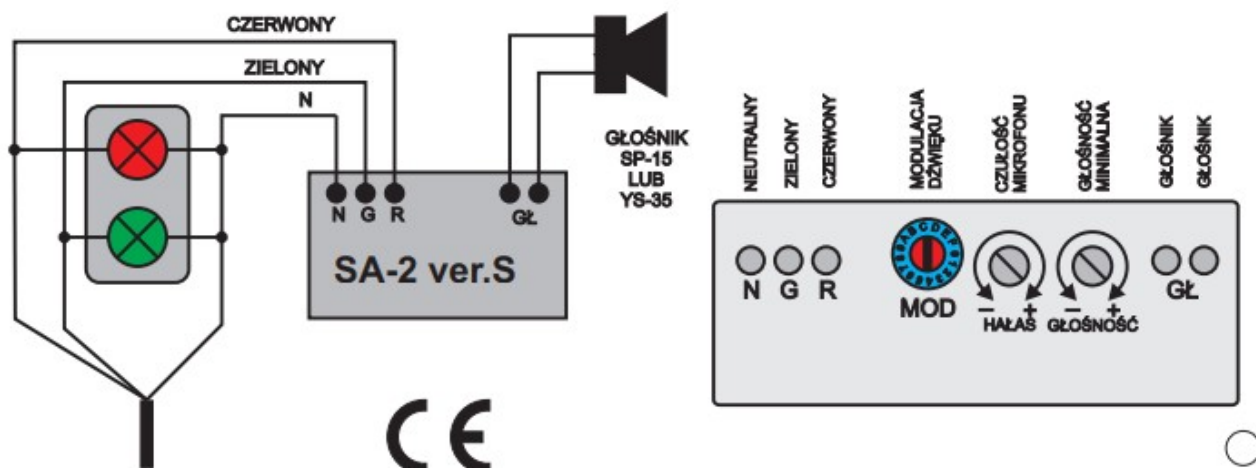 CZERWONY
ZIELONY
N
N G R
GŁ
SA-2 ver.S
GŁOŚNIK
SP-15
LUB
YS-35
CE
NEUTRALNY
ZIELONY
CZERWONY
MODULACJA
DŹWIĘKU
CZUŁOŚĆ
MIKROFONU
GŁOŚNOŚĆ
MINIMALNA
GŁOŚNIK
GŁOŚNIK
N G R
0123456789ABCDEF
MOD
- +
HAŁAS
- +
GŁOŚNOŚĆ
GŁ